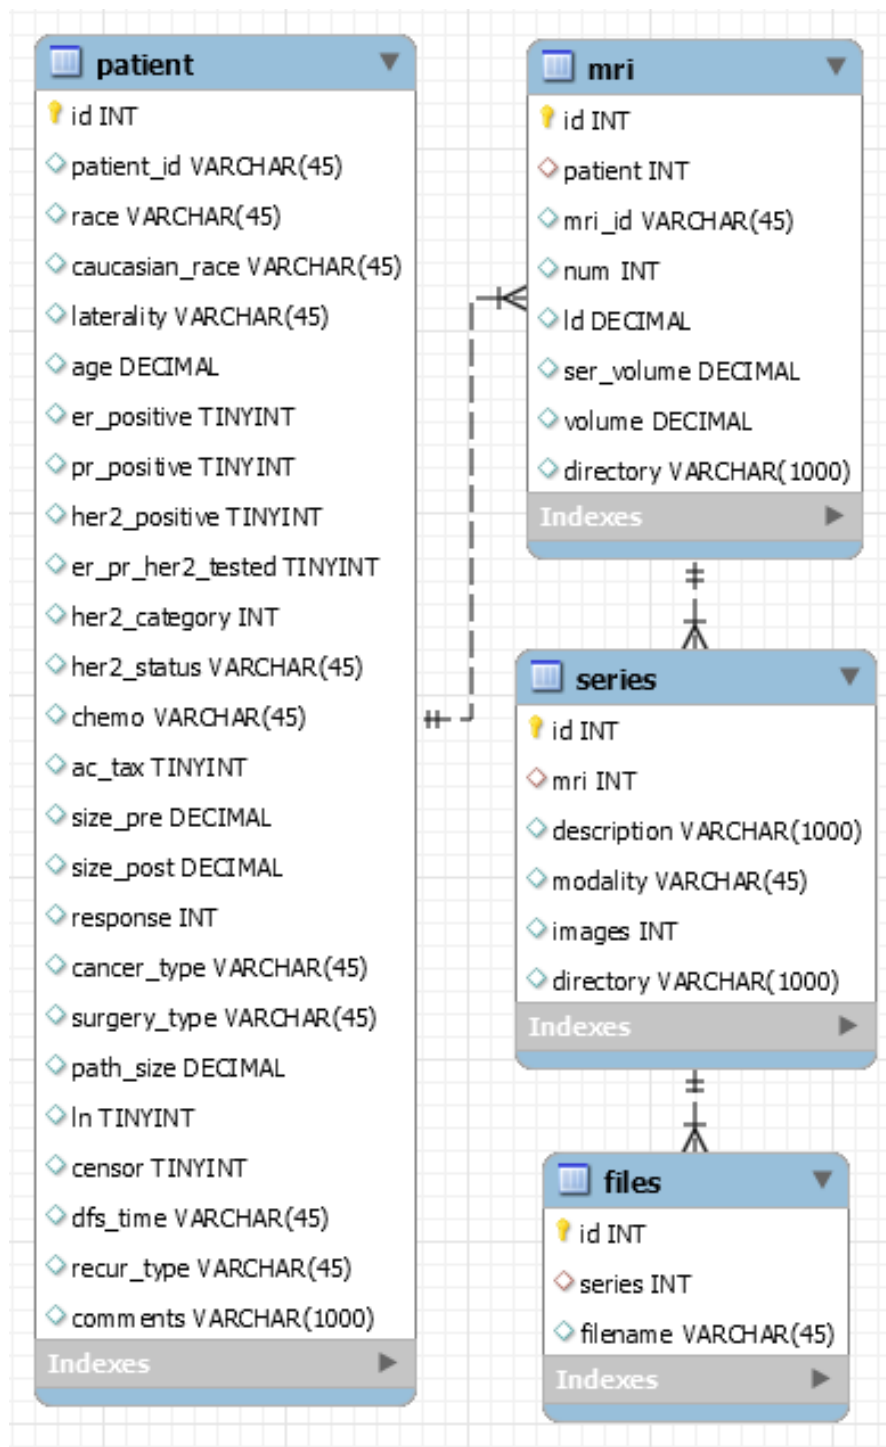 patient
id INT
patient_id VARCHAR(45)
race VARCHAR(45)
caucasian_race VARCHAR(45)
laterality VARCHAR(45)
age DECIMAL
er_positive TINYINT
pr_positive TINYINT
her2_positive TINYINT
er_pr_her2_tested TINYINT
her2_category INT
her2_status VARCHAR(45)
chemo VARCHAR(45)
ac_tax TINYINT
size_pre DECIMAL
size_post DECIMAL
response INT
cancer_type VARCHAR(45)
surgery_type VARCHAR(45)
path_size DECIMAL
ln TINYINT
censor TINYINT
dfs_time VARCHAR(45)
recur_type VARCHAR(45)
comments VARCHAR(1000)
Indexes
mri
id INT
patient INT
mri_id VARCHAR(45)
num INT
ld DECIMAL
ser_volume DECIMAL
volume DECIMAL
directory VARCHAR(1000)
Indexes
series
id INT
mri INT
description VARCHAR(1000)
modality VARCHAR(45)
images INT
directory VARCHAR(1000)
Indexes
files
id INT
series INT
filename VARCHAR(45)
Indexes